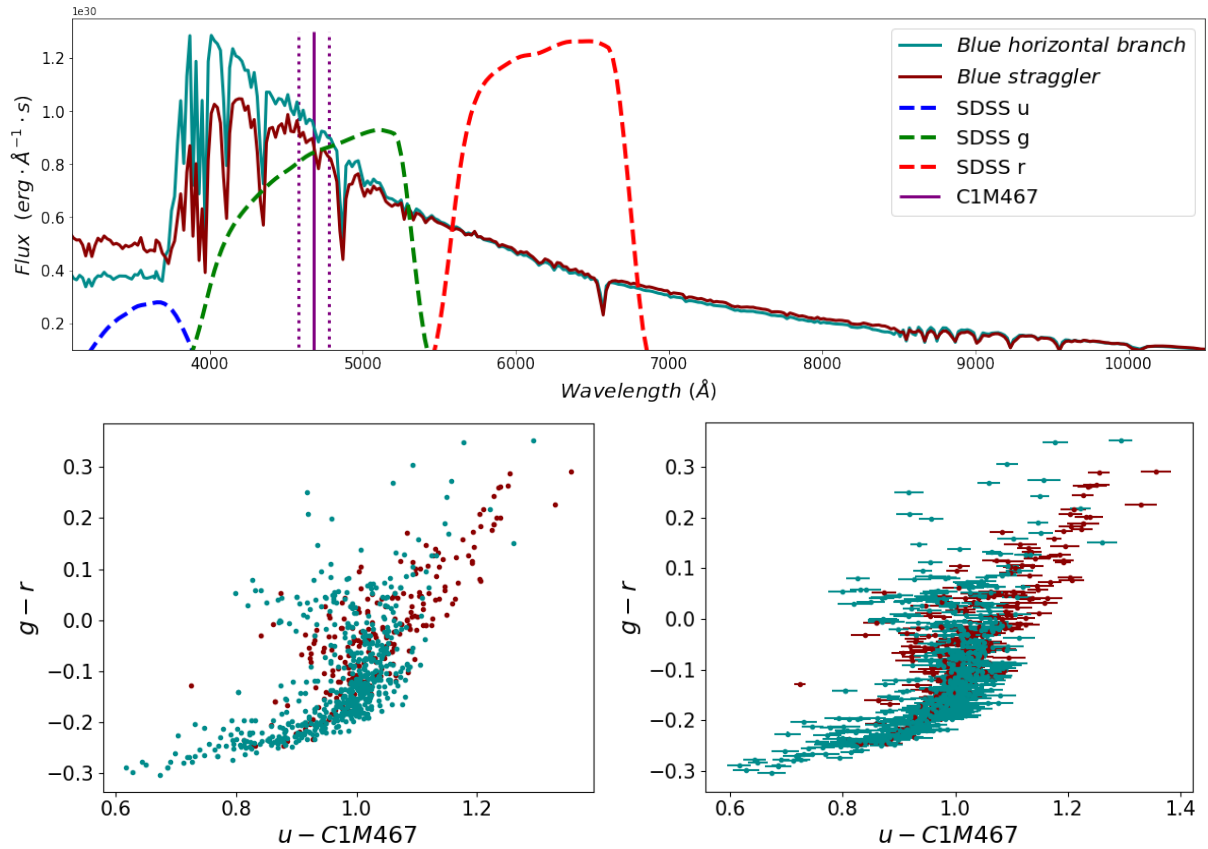 1e30
1.2
1.0
0.8
0.6
0.4
0.2
Flux (erg · Å⁻¹ · s)
4000 5000 6000 7000 8000 9000 10000
Wavelength (Å)
Blue horizontal branch
Blue straggler
SDSS u
SDSS g
SDSS r
C1M467
0.3
0.2
0.1
0.0
−0.1
−0.2
−0.3
g − r
0.6 0.8 1.0 1.2
u − C1M467
0.3
0.2
0.1
0.0
−0.1
−0.2
−0.3
g − r
0.6 0.8 1.0 1.2 1.4
u − C1M467